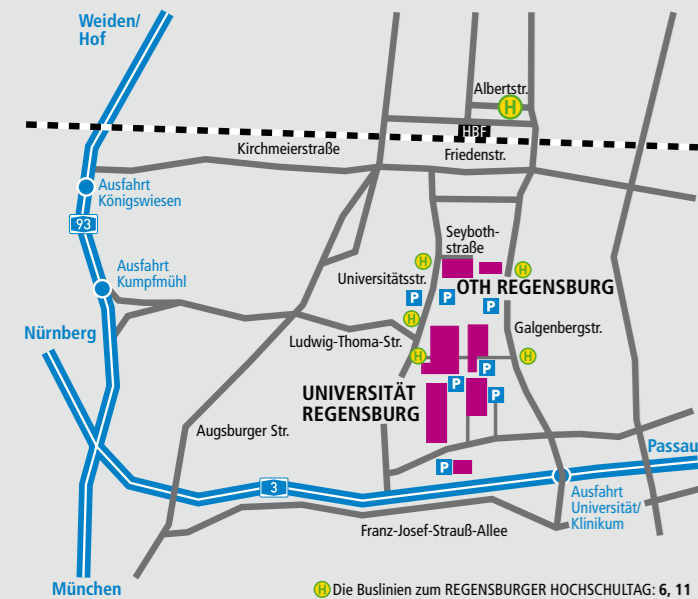 Weiden/
Hof
Albertstr.
H
HBF
Kirchmeierstraße
Friedenstr.
Ausfahrt
Königswiesen
93
Seyboth-
straße
Ausfahrt
Kumpfmühl
H
H
Universitätsstr.
OTH REGENSBURG
P
P
P
H
Nürnberg
Ludwig-Thoma-Str.
Galgenbergstr.
H
H
P
P
P
UNIVERSITÄT
REGENSBURG
Augsburger Str.
Passau
P
3
Ausfahrt
Universität/
Klinikum
Franz-Josef-Strauß-Allee
München
H Die Buslinien zum REGENSBURGER HOCHSCHULTAG: 6, 11